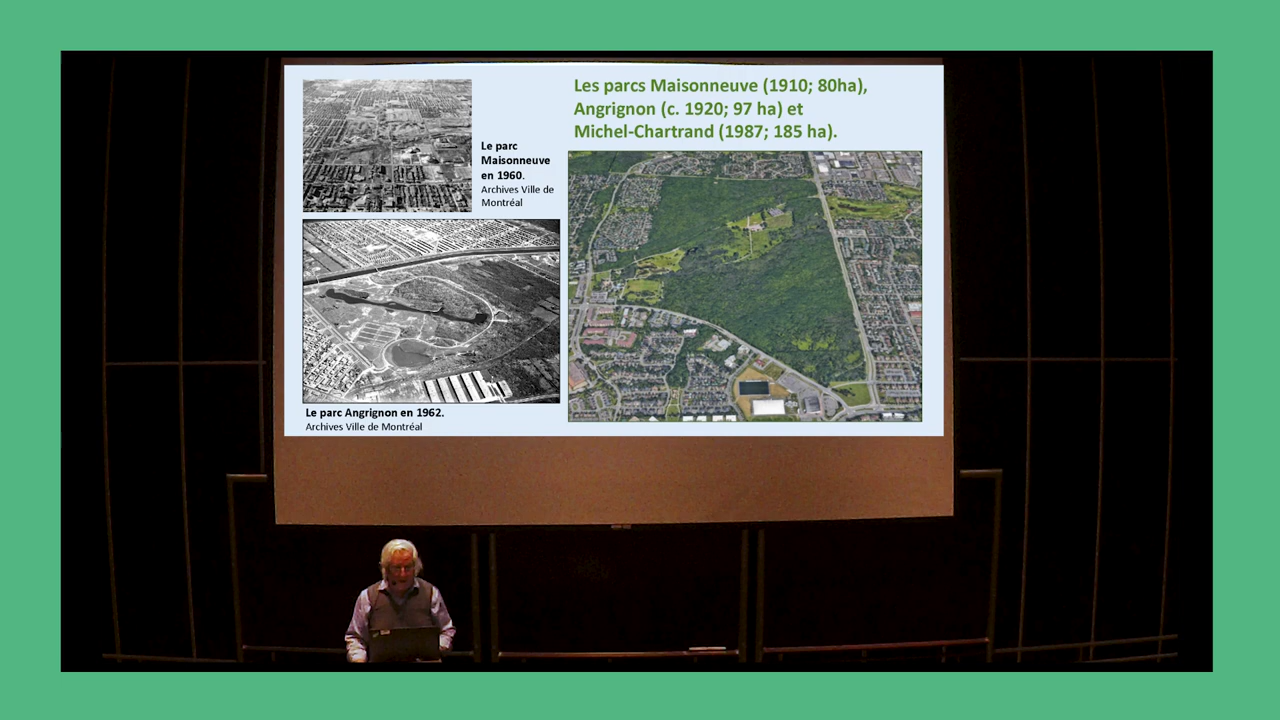 Les parcs Maisonneuve (1910; 80ha),
Angrignon (c. 1920; 97 ha) et
Michel-Chartrand (1987; 185 ha).
Le parc
Maisonneuve
en 1960.
Archives Ville de
Montréal
Le parc Angrignon en 1962.
Archives Ville de Montréal